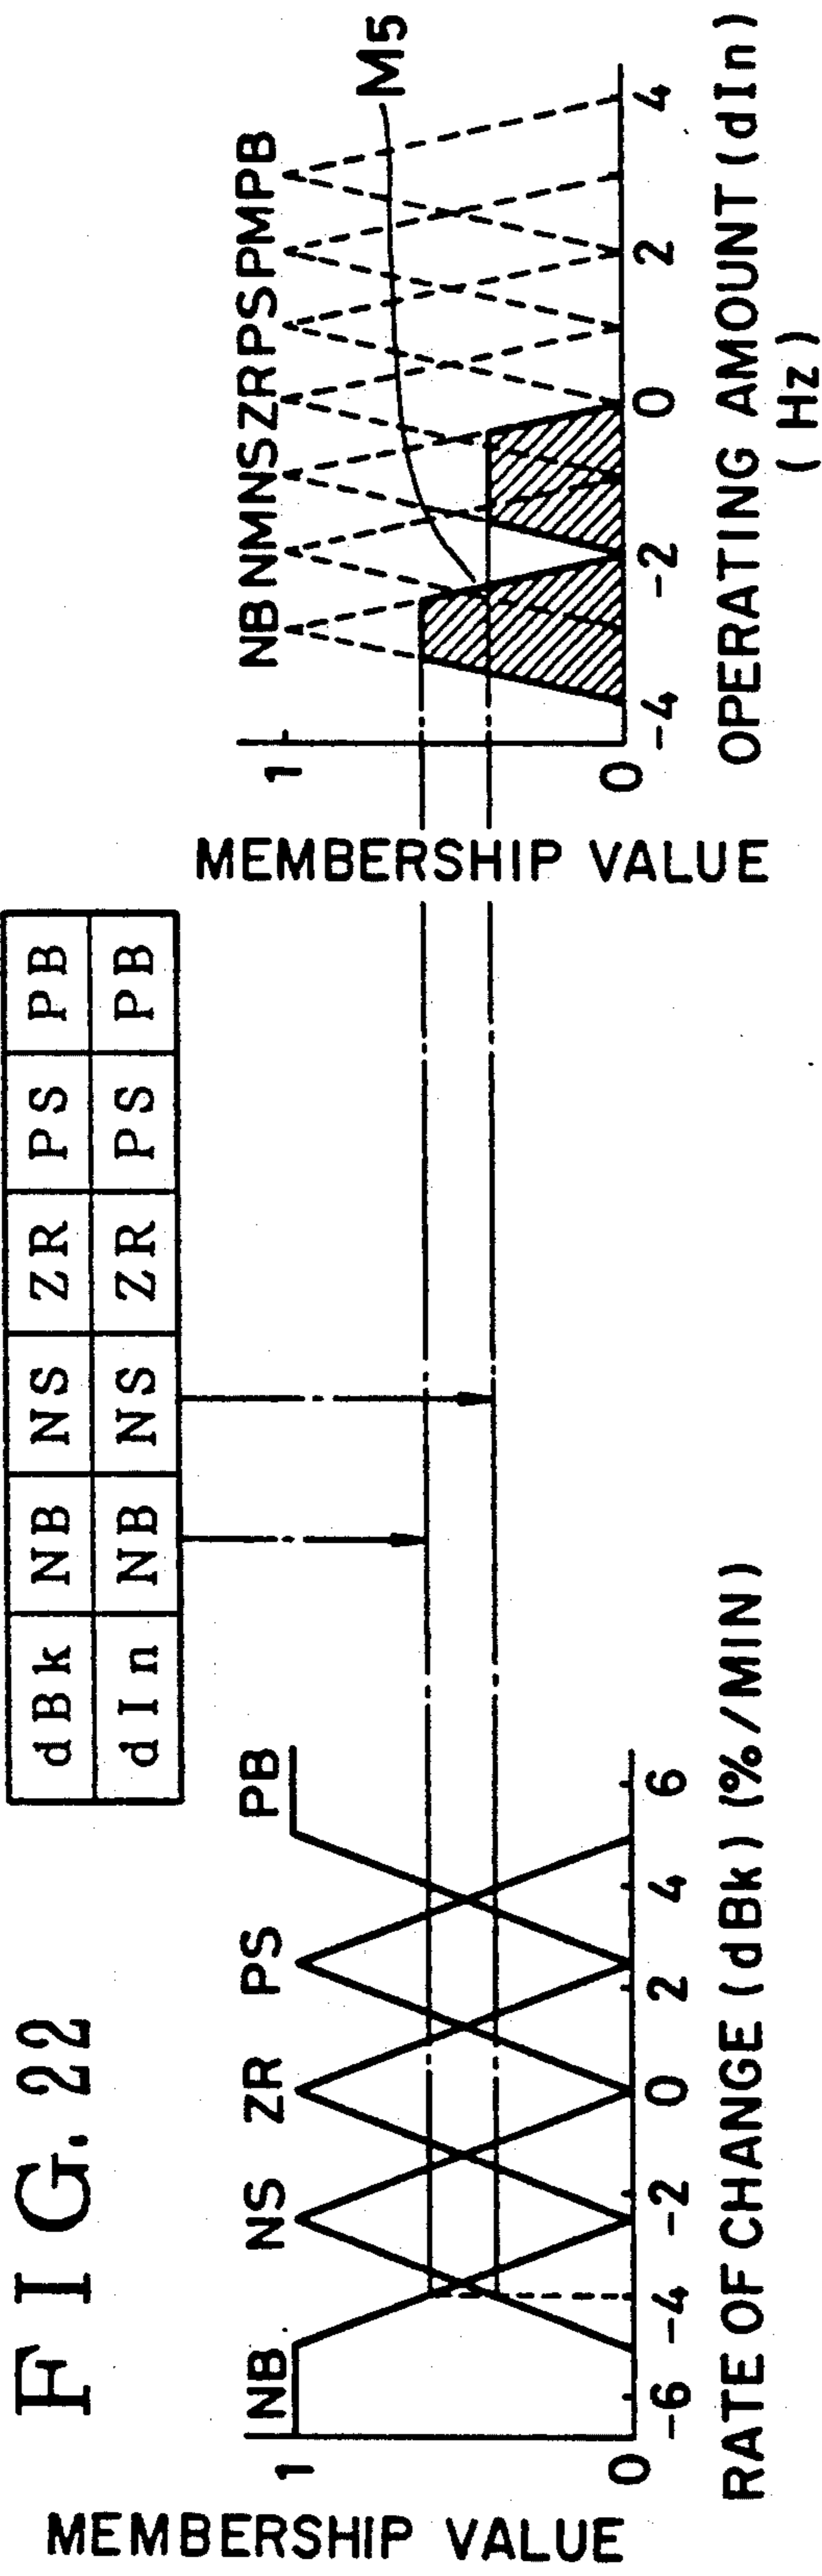 FIG. 22
dBk NB NS ZR PS PB
dIn NB NS ZR PS PB
MEMBERSHIP VALUE
1
0
NB NS ZR PS PB
-6 -4 -2 0 2 4 6
RATE OF CHANGE (dBk) (%/MIN)
MEMBERSHIP VALUE
1
0
NB NM NS ZR PS PM PB
M5
-4 -2 0 2 4
OPERATING AMOUNT (dIn)
(Hz)